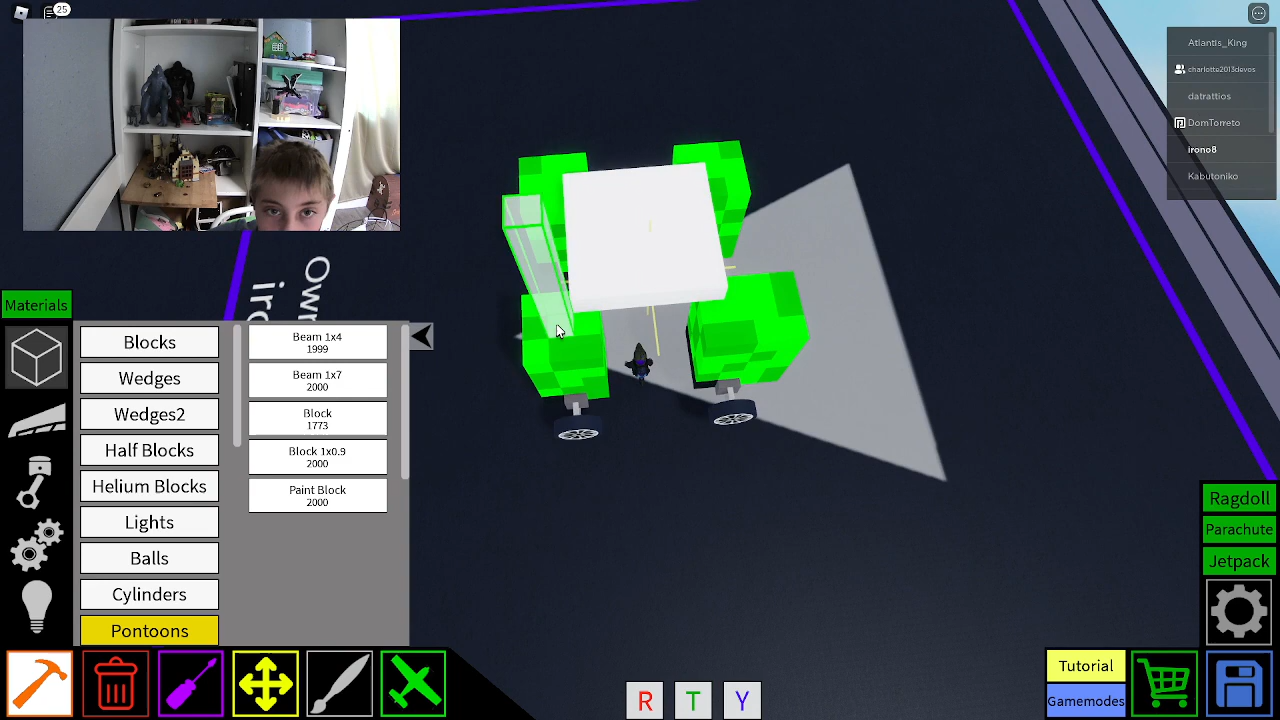 25
Atlantis_King
charlotte2013devos
datrattios
DomTorreto
irono8
Kabutoniko
Own
iro
Materials
Blocks
Wedges
Wedges2
Half Blocks
Helium Blocks
Lights
Balls
Cylinders
Pontoons
Beam 1x4
1999
Beam 1x7
2000
Block
1773
Block 1x0.9
2000
Paint Block
2000
Ragdoll
Parachute
Jetpack
Tutorial
Gamemodes
R T Y